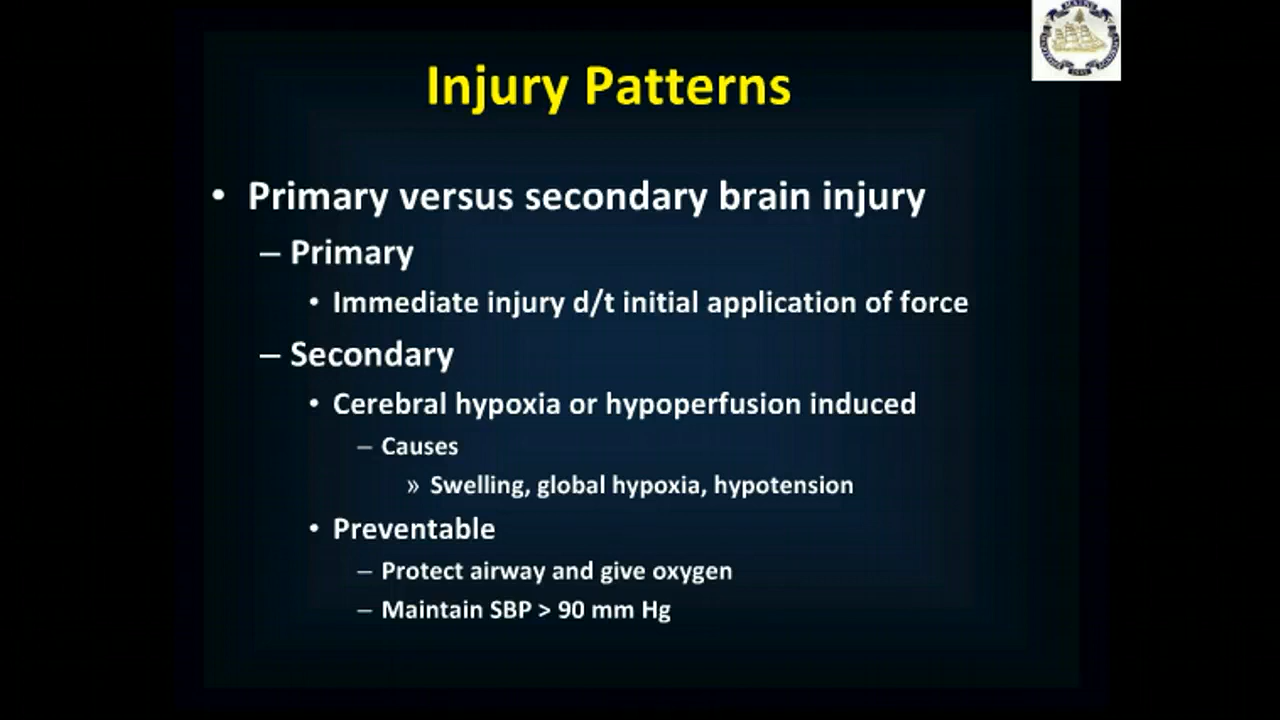 Injury Patterns
• Primary versus secondary brain injury
– Primary
• Immediate injury d/t initial application of force
– Secondary
• Cerebral hypoxia or hypoperfusion induced
– Causes
» Swelling, global hypoxia, hypotension
• Preventable
– Protect airway and give oxygen
– Maintain SBP > 90 mm Hg